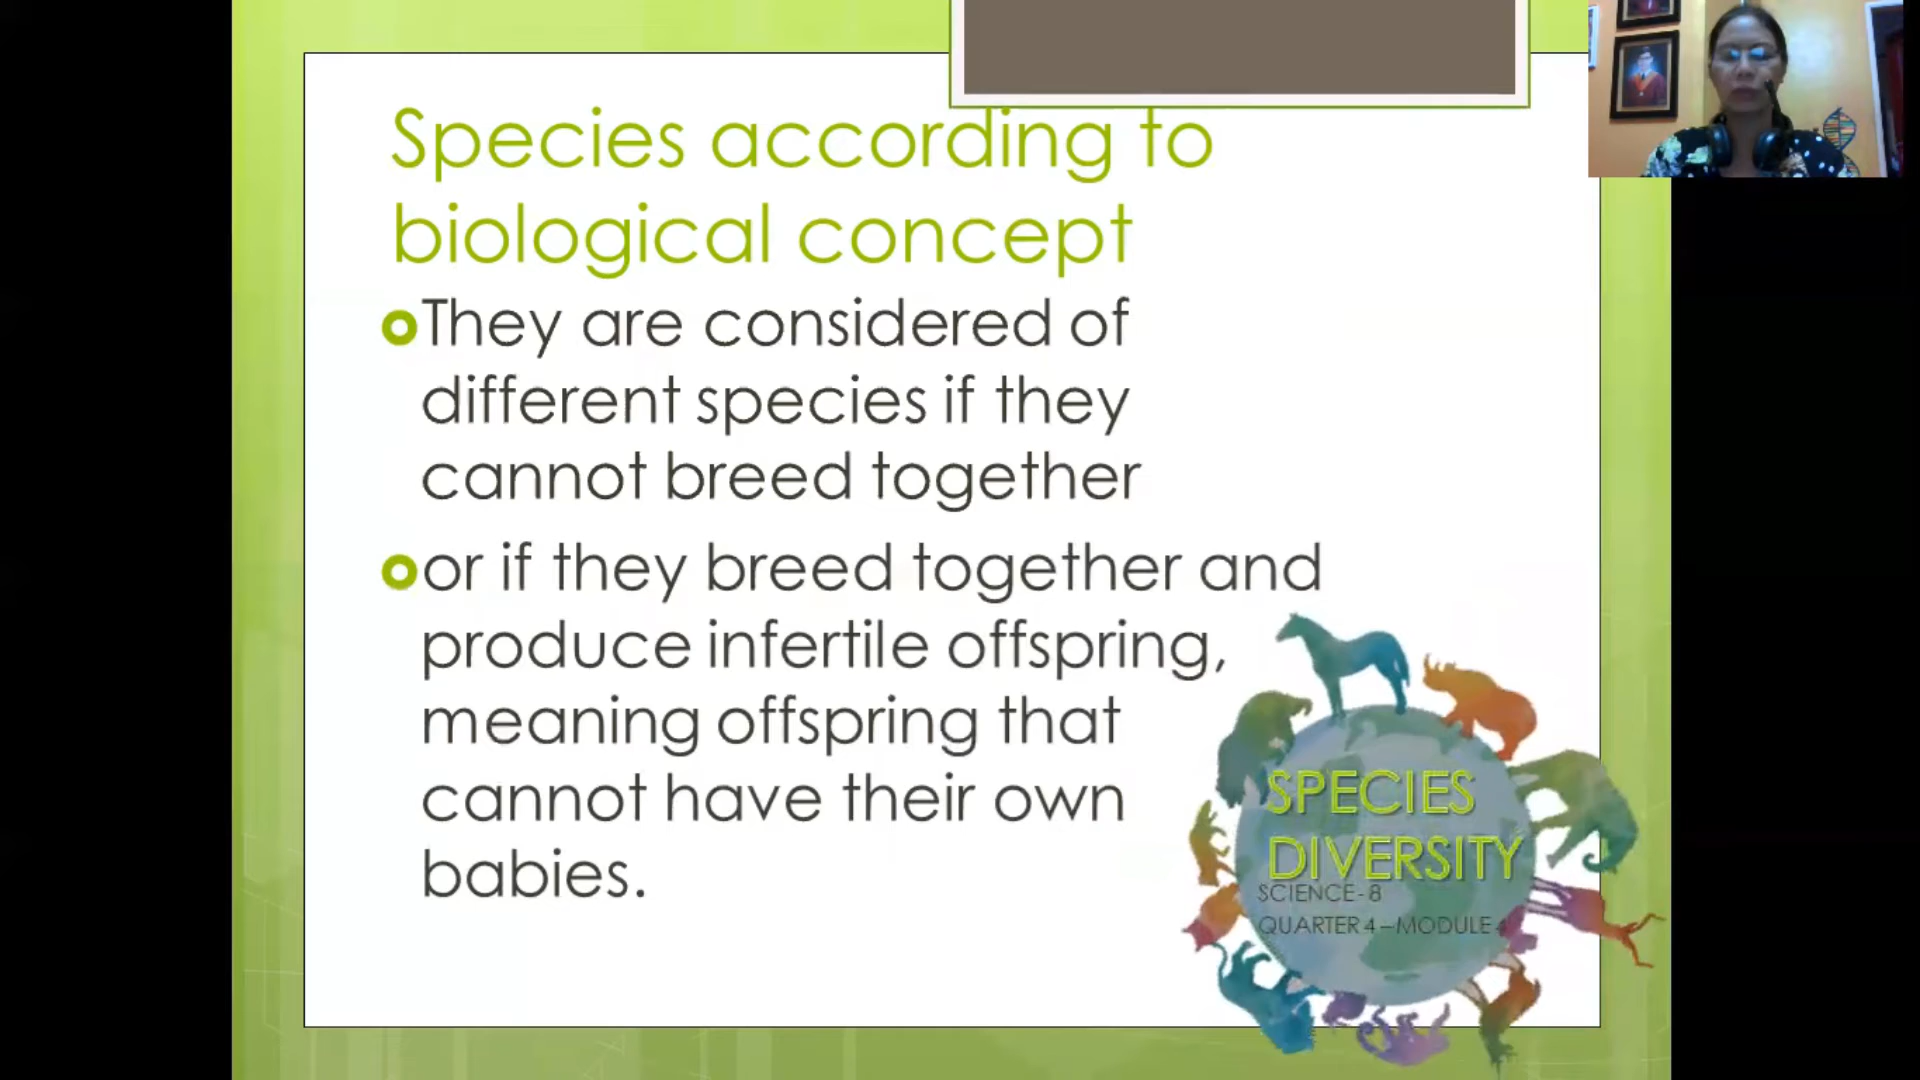 Species according to
biological concept
They are considered of
different species if they
cannot breed together
or if they breed together and
produce infertile offspring,
meaning offspring that
cannot have their own
babies.
SPECIES
DIVERSITY
SCIENCE- 8
QUARTER 4 – MODULE 4